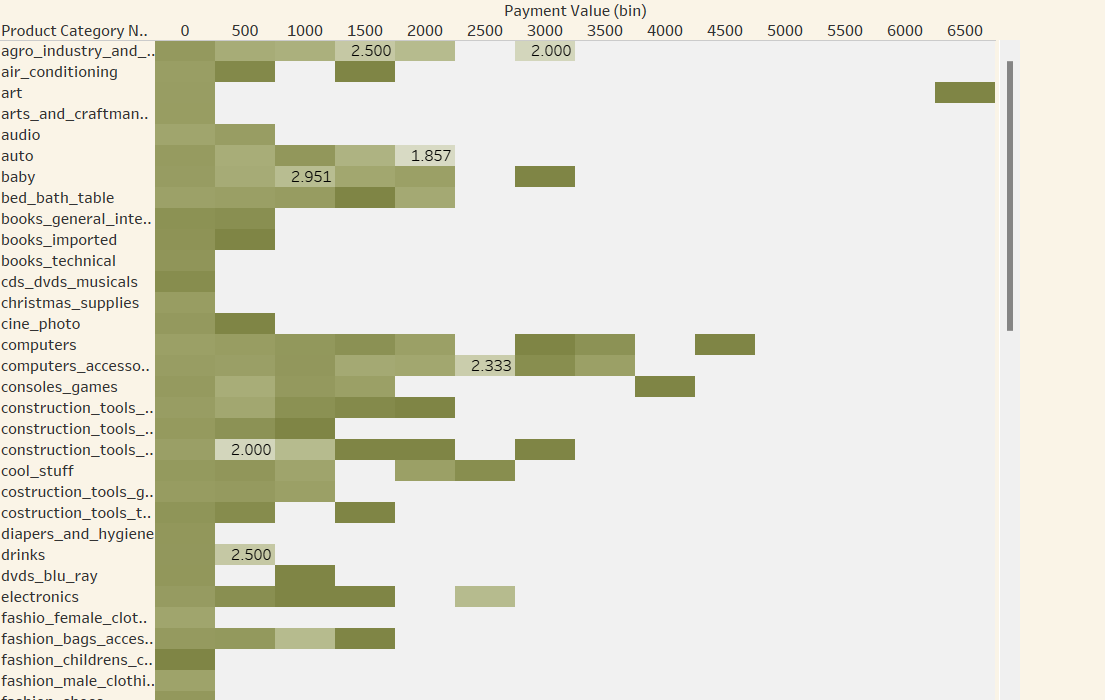 Payment Value (bin)
Product Category N.. 0 500 1000 1500 2000 2500 3000 3500 4000 4500 5000 5500 6000 6500
agro_industry_and_.. 2.500 2.000
air_conditioning
art
arts_and_craftman..
audio
auto 1.857
baby 2.951
bed_bath_table
books_general_inte..
books_imported
books_technical
cds_dvds_musicals
christmas_supplies
cine_photo
computers
computers_accesso.. 2.333
consoles_games
construction_tools_..
construction_tools_..
construction_tools_.. 2.000
cool_stuff
costruction_tools_g..
costruction_tools_t..
diapers_and_hygiene
drinks 2.500
dvds_blu_ray
electronics
fashio_female_clot..
fashion_bags_acces..
fashion_childrens_c..
fashion_male_clothi..